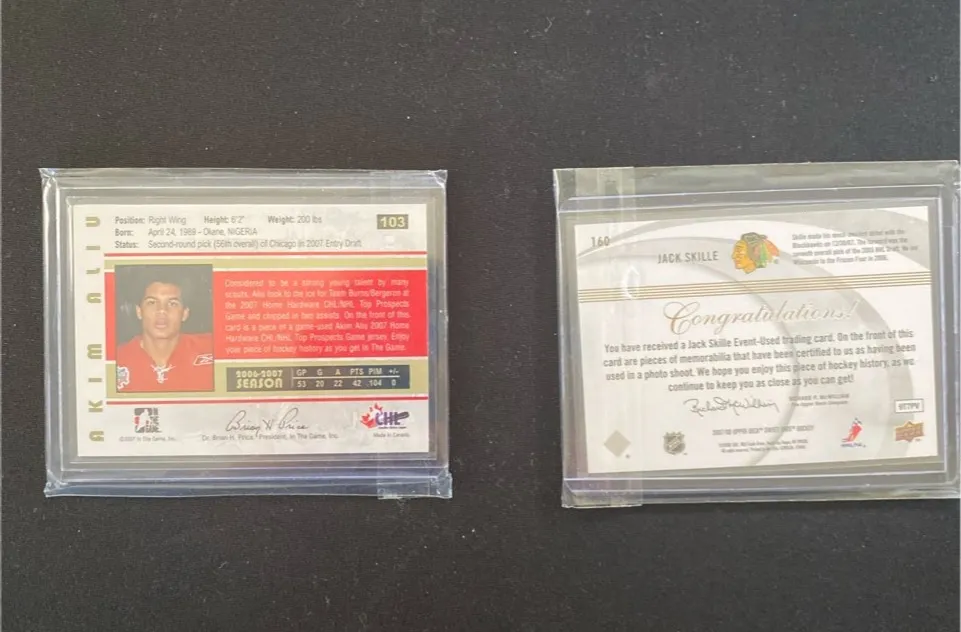 AKIM ALIU
Position: Right Wing Height: 6'2" Weight: 200 lbs
103
Born: April 24, 1989 - Okene, NIGERIA
Status: Second-round pick (56th overall) of Chicago in 2007 Entry Draft
Considered to be a strong young talent by many
scouts, Aliu took to the ice for Team Burns/Bergeron at
the 2007 Home Hardware CHL/NHL Top Prospects
Game and chipped in two assists. On the front of this
card is a piece of a game-used Akim Aliu 2007 Home
Hardware CHL/NHL Top Prospects Game jersey. Enjoy
your piece of hockey history as you get In The Game.
2006-2007
SEASON
GP G A PTS PIM +/-
53 20 22 42 104 0
©2007 In The Game, Inc.
Dr. Brian H. Price, President, In The Game, Inc.
CHL
Made in Canada
160
JACK SKILLE
Congratulations!
You have received a Jack Skille Event-Used trading card. On the front of this
card are pieces of memorabilia that have been certified to us as having been
used in a photo shoot. We hope you enjoy this piece of hockey history, as we
continue to keep you as close as you can get!
RICHARD P. McWILLIAM
NHL